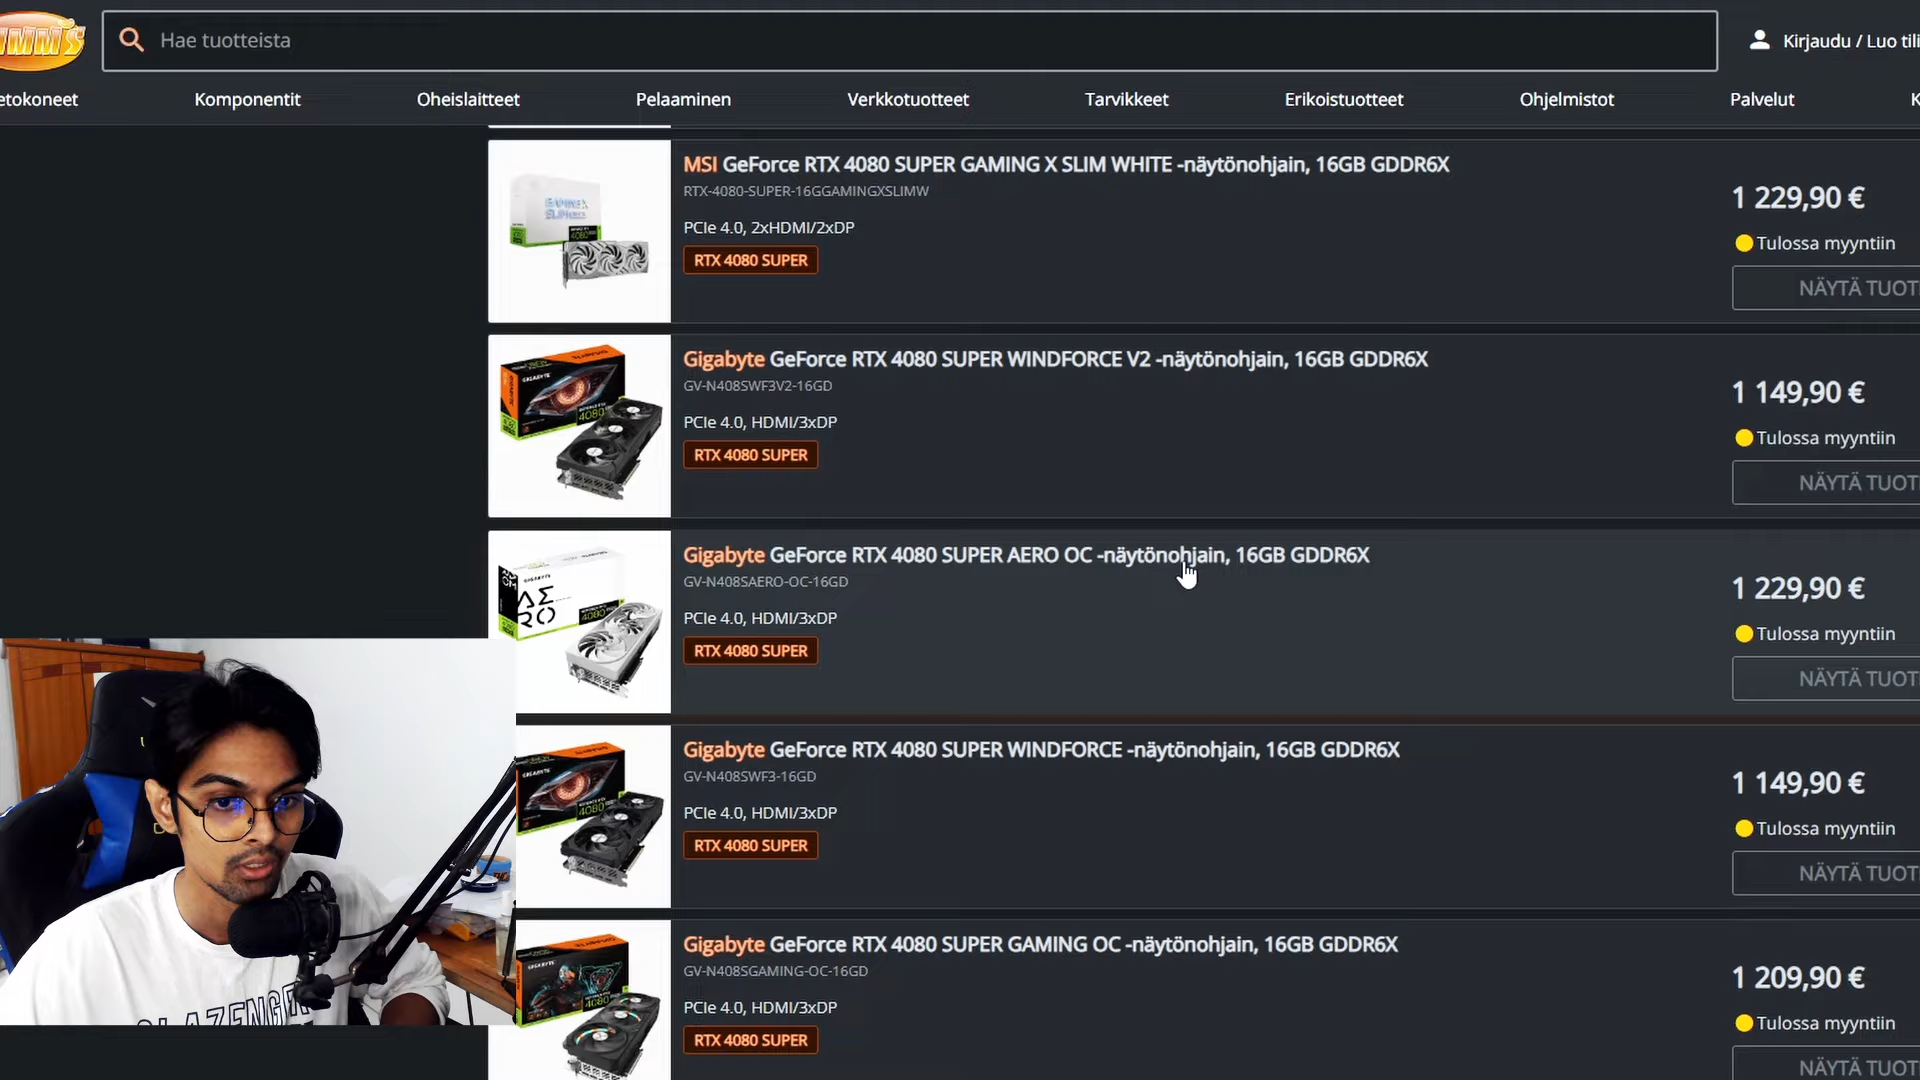 Hae tuotteista
Kirjaudu / Luo tili
Komponentit
Oheislaitteet
Pelaaminen
Verkkotuotteet
Tarvikkeet
Erikoistuotteet
Ohjelmistot
Palvelut
MSI GeForce RTX 4080 SUPER GAMING X SLIM WHITE -näytönohjain, 16GB GDDR6X
RTX-4080-SUPER-16GGAMINGXSLIMW
PCIe 4.0, 2xHDMI/2xDP
RTX 4080 SUPER
1 229,90 €
Tulossa myyntiin
NÄYTÄ TUOT
Gigabyte GeForce RTX 4080 SUPER WINDFORCE V2 -näytönohjain, 16GB GDDR6X
GV-N408SWF3V2-16GD
PCIe 4.0, HDMI/3xDP
RTX 4080 SUPER
1 149,90 €
Tulossa myyntiin
NÄYTÄ TUOT
Gigabyte GeForce RTX 4080 SUPER AERO OC -näytönohjain, 16GB GDDR6X
GV-N408SAERO-OC-16GD
PCIe 4.0, HDMI/3xDP
RTX 4080 SUPER
1 229,90 €
Tulossa myyntiin
NÄYTÄ TUOT
Gigabyte GeForce RTX 4080 SUPER WINDFORCE -näytönohjain, 16GB GDDR6X
GV-N408SWF3-16GD
PCIe 4.0, HDMI/3xDP
RTX 4080 SUPER
1 149,90 €
Tulossa myyntiin
NÄYTÄ TUOT
Gigabyte GeForce RTX 4080 SUPER GAMING OC -näytönohjain, 16GB GDDR6X
GV-N408SGAMING-OC-16GD
PCIe 4.0, HDMI/3xDP
RTX 4080 SUPER
1 209,90 €
Tulossa myyntiin
NÄYTÄ TUOT